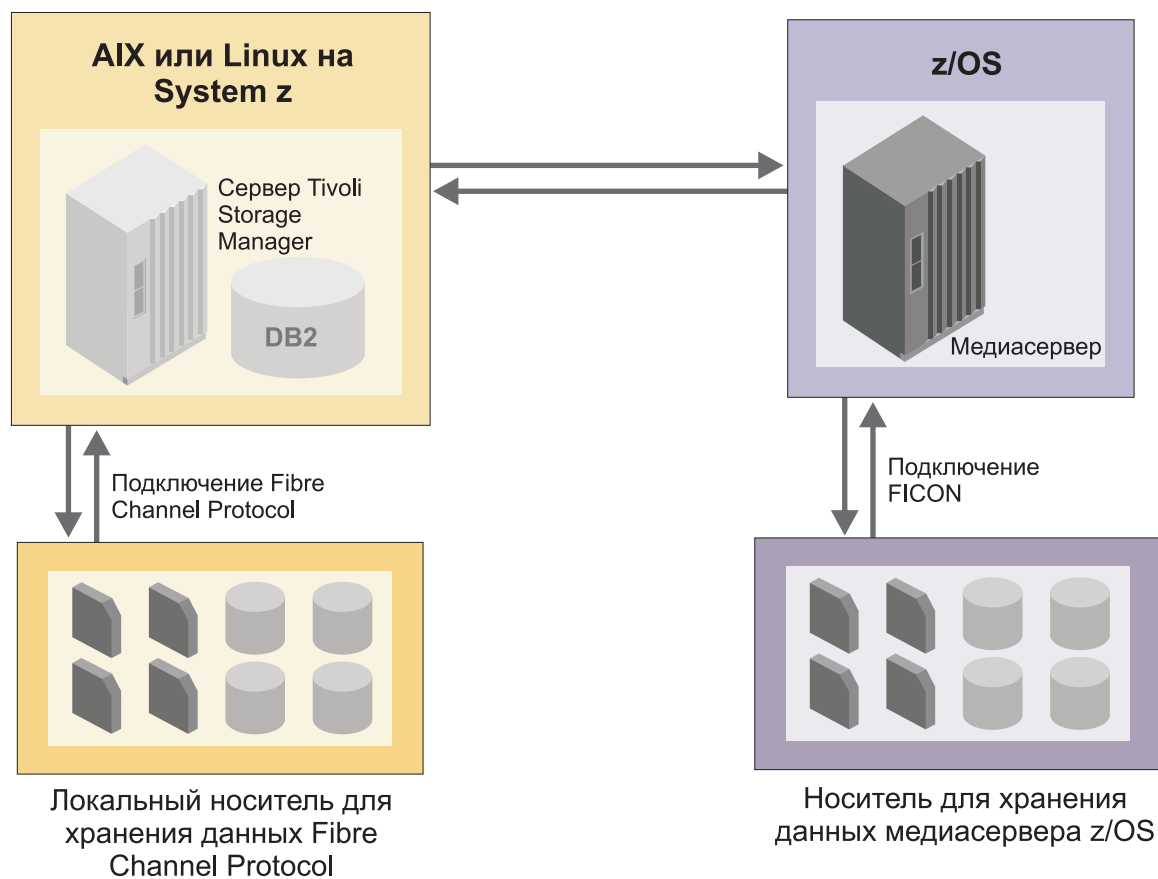 AIX или Linux на
System z
Сервер Tivoli
Storage
Manager
DB2
z/OS
Медиасервер
Подключение Fibre
Channel Protocol
Подключение
FICON
Локальный носитель для
хранения данных Fibre
Channel Protocol
Носитель для хранения
данных медиасервера z/OS